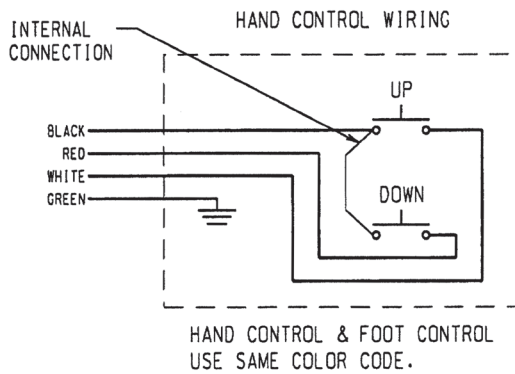 HAND CONTROL WIRING
INTERNAL
CONNECTION
UP
BLACK
RED
WHITE
GREEN
DOWN
HAND CONTROL & FOOT CONTROL
USE SAME COLOR CODE.